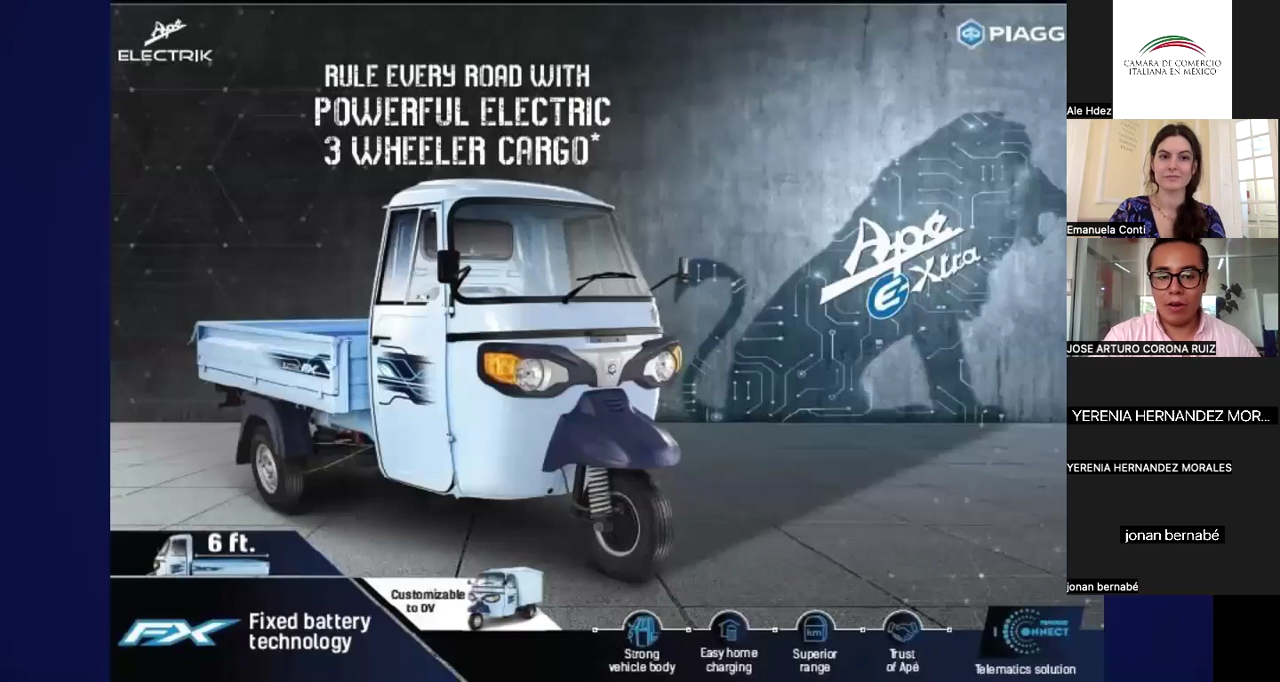 Ape
ELECTRIK
PIAGG
RULE EVERY ROAD WITH
POWERFUL ELECTRIC
3 WHEELER CARGO*
Ape
E-Xtra
6 ft.
FX
Fixed battery
technology
Customizable
to DV
Strong
vehicle body
Easy home
charging
km
Superior
range
Trust
of Apé
CONNECT
Telematics solution
CAMARA DE COMERCIO
ITALIANA EN MÉXICO
Ale Hdez
Emanuela Conti
JOSE ARTURO CORONA RUIZ
YERENIA HERNANDEZ MOR...
YERENIA HERNANDEZ MORALES
jonan bernabé
jonan bernabé